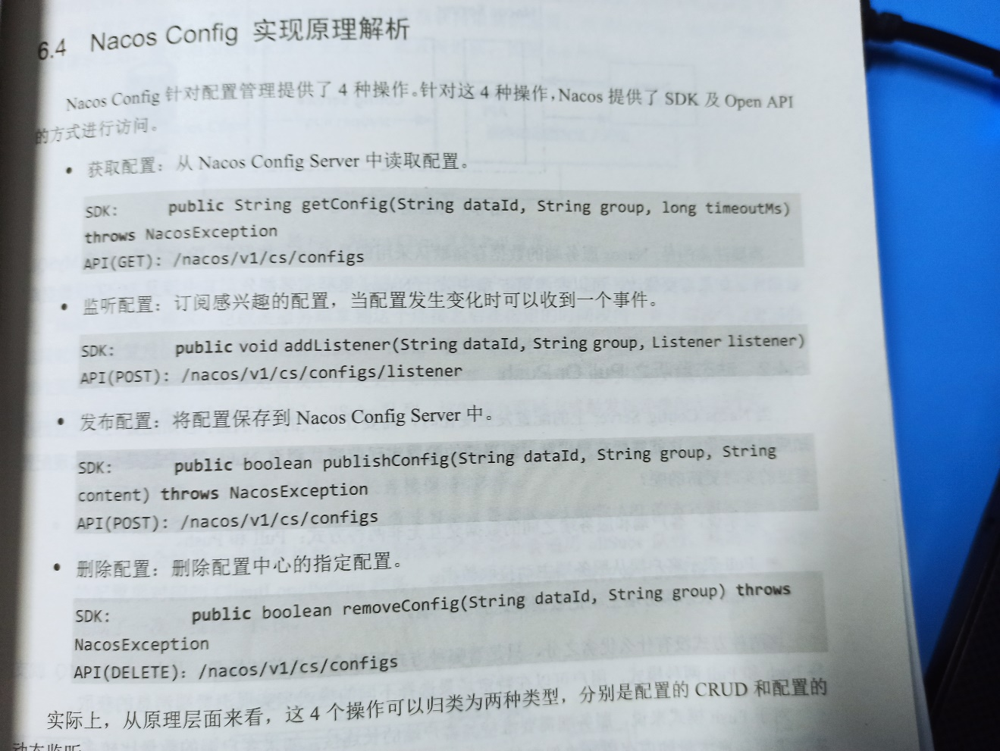 6.4 Nacos Config 实现原理解析
Nacos Config 针对配置管理提供了 4 种操作。针对这 4 种操作，Nacos 提供了 SDK 及 Open API
的方式进行访问。
• 获取配置：从 Nacos Config Server 中读取配置。
SDK: public String getConfig(String dataId, String group, long timeoutMs)
throws NacosException
API(GET): /nacos/v1/cs/configs
• 监听配置：订阅感兴趣的配置，当配置发生变化时可以收到一个事件。
SDK: public void addListener(String dataId, String group, Listener listener)
API(POST): /nacos/v1/cs/configs/listener
• 发布配置：将配置保存到 Nacos Config Server 中。
SDK: public boolean publishConfig(String dataId, String group, String
content) throws NacosException
API(POST): /nacos/v1/cs/configs
• 删除配置：删除配置中心的指定配置。
SDK: public boolean removeConfig(String dataId, String group) throws
NacosException
API(DELETE): /nacos/v1/cs/configs
实际上，从原理层面来看，这 4 个操作可以归类为两种类型，分别是配置的 CRUD 和配置的
动态监听